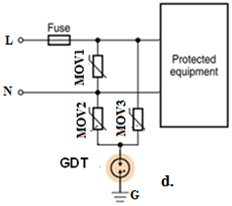 Fuse
L
MOV1
Protected
equipment
N
MOV2
MOV3
GDT
G
d.